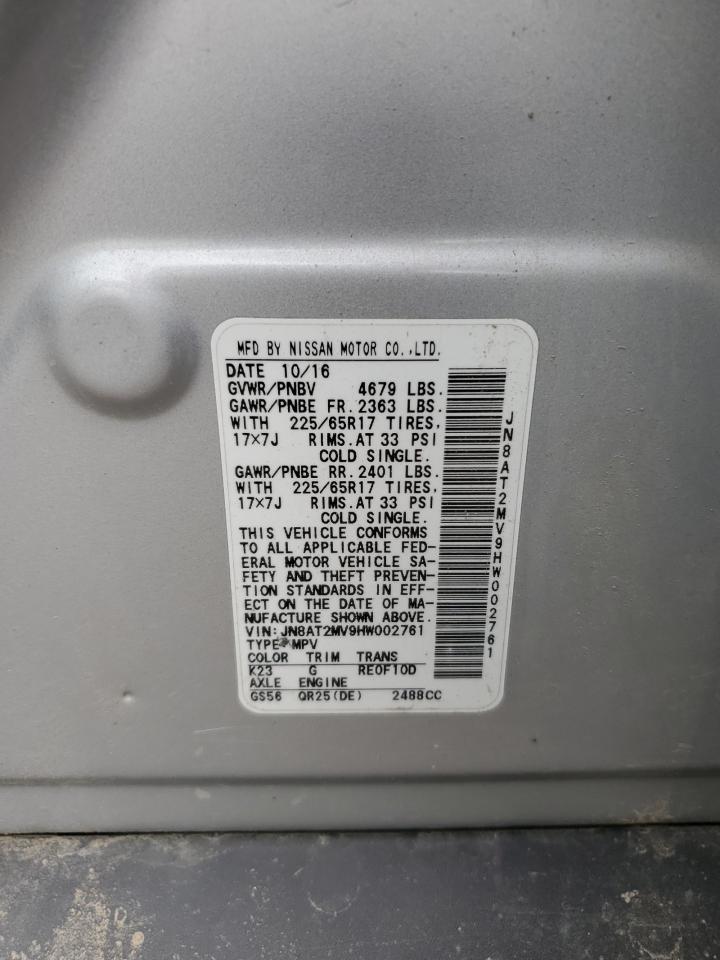 MFD BY NISSAN MOTOR CO.,LTD.
DATE 10/16
GVWR/PNBV 4679 LBS.
GAWR/PNBE FR. 2363 LBS.
WITH 225/65R17 TIRES,
17×7J RIMS. AT 33 PSI
COLD SINGLE.
GAWR/PNBE RR. 2401 LBS.
WITH 225/65R17 TIRES,
17×7J RIMS. AT 33 PSI
COLD SINGLE.
THIS VEHICLE CONFORMS
TO ALL APPLICABLE FED-
ERAL MOTOR VEHICLE SA-
FETY AND THEFT PREVEN-
TION STANDARDS IN EFF-
ECT ON THE DATE OF MA-
NUFACTURE SHOWN ABOVE.
VIN: JN8AT2MV9HW002761
TYPE: MPV
COLOR TRIM TRANS
K23 G RE0F10D
AXLE ENGINE
GS56 QR25(DE) 2488CC
JN8AT2MV9HW002761